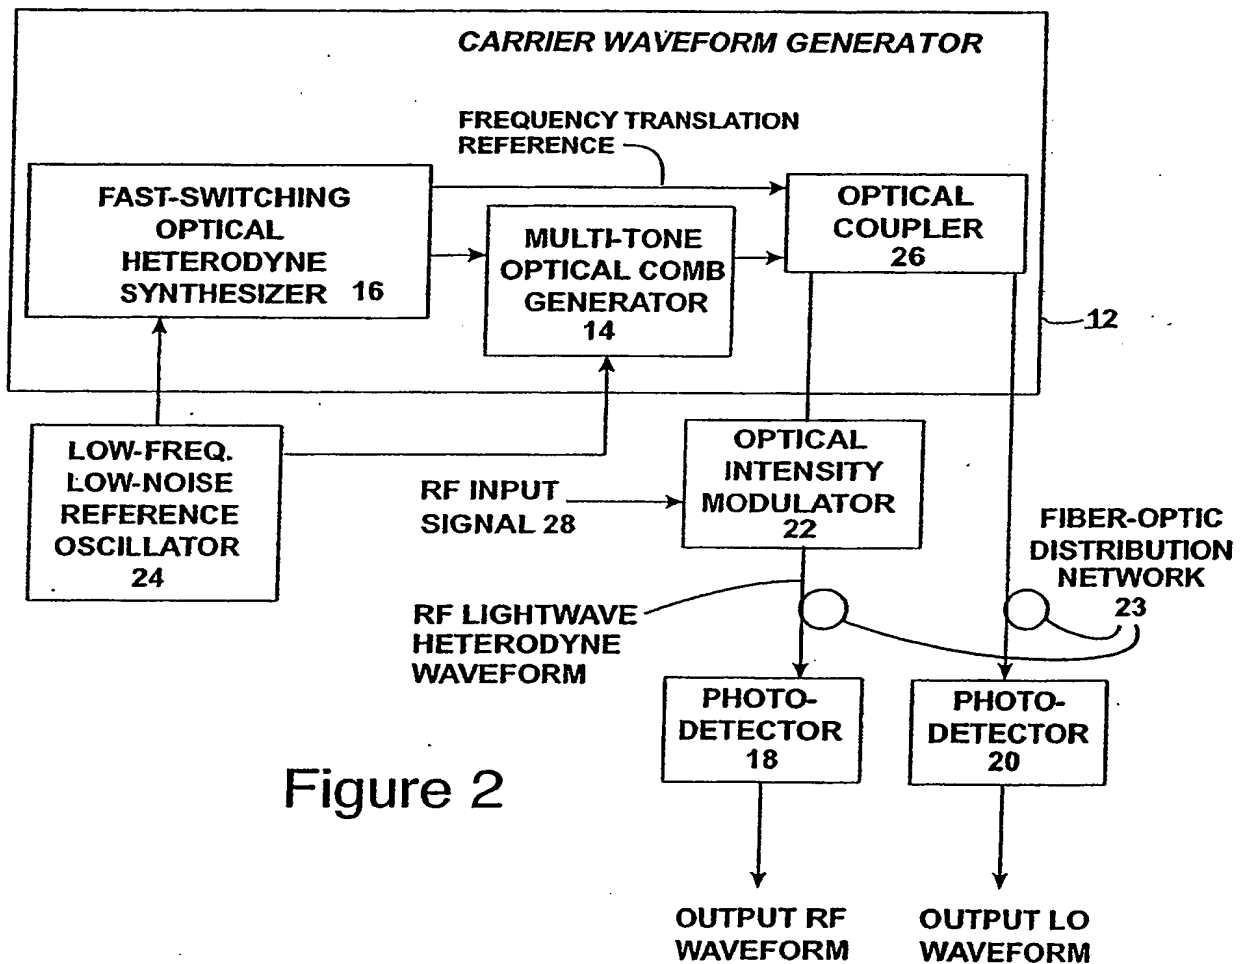 CARRIER WAVEFORM GENERATOR
FREQUENCY TRANSLATION
REFERENCE
FAST-SWITCHING
OPTICAL
HETERODYNE
SYNTHESIZER 16
MULTI-TONE
OPTICAL COMB
GENERATOR
14
OPTICAL
COUPLER
26
12
LOW-FREQ.
LOW-NOISE
REFERENCE
OSCILLATOR
24
RF INPUT
SIGNAL 28
OPTICAL
INTENSITY
MODULATOR
22
FIBER-OPTIC
DISTRIBUTION
NETWORK
23
RF LIGHTWAVE
HETERODYNE
WAVEFORM
PHOTO-
DETECTOR
18
PHOTO-
DETECTOR
20
Figure 2
OUTPUT RF
WAVEFORM
OUTPUT LO
WAVEFORM